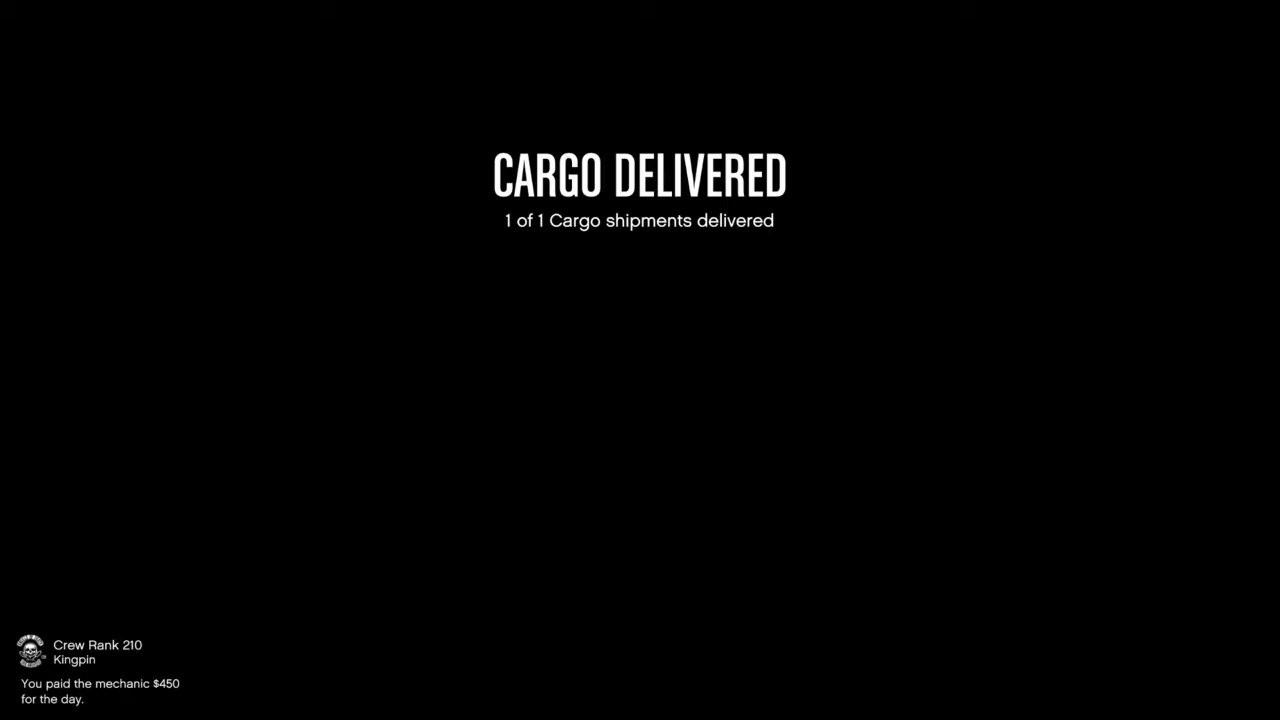 CARGO DELIVERED
1 of 1 Cargo shipments delivered
Crew Rank 210
Kingpin
You paid the mechanic $450
for the day.